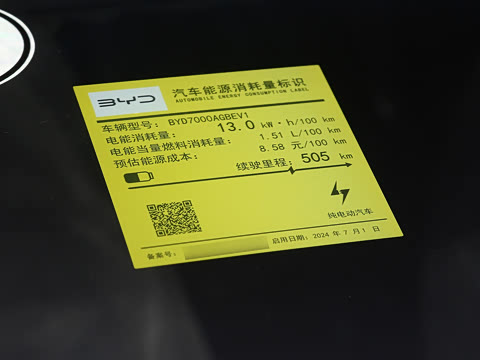 BYD
汽车能源消耗量标识
AUTOMOBILE ENERGY CONSUMPTION LABEL
车辆型号: BYD7000AGBEV1
电能消耗量: 13.0 kW·h/100 km
电能当量燃料消耗量: 1.51 L/100 km
预估能源成本: 8.58 元/100 km
续驶里程: 505 km
纯电动汽车
备案号:
启用日期: 2024 年 7 月 1 日